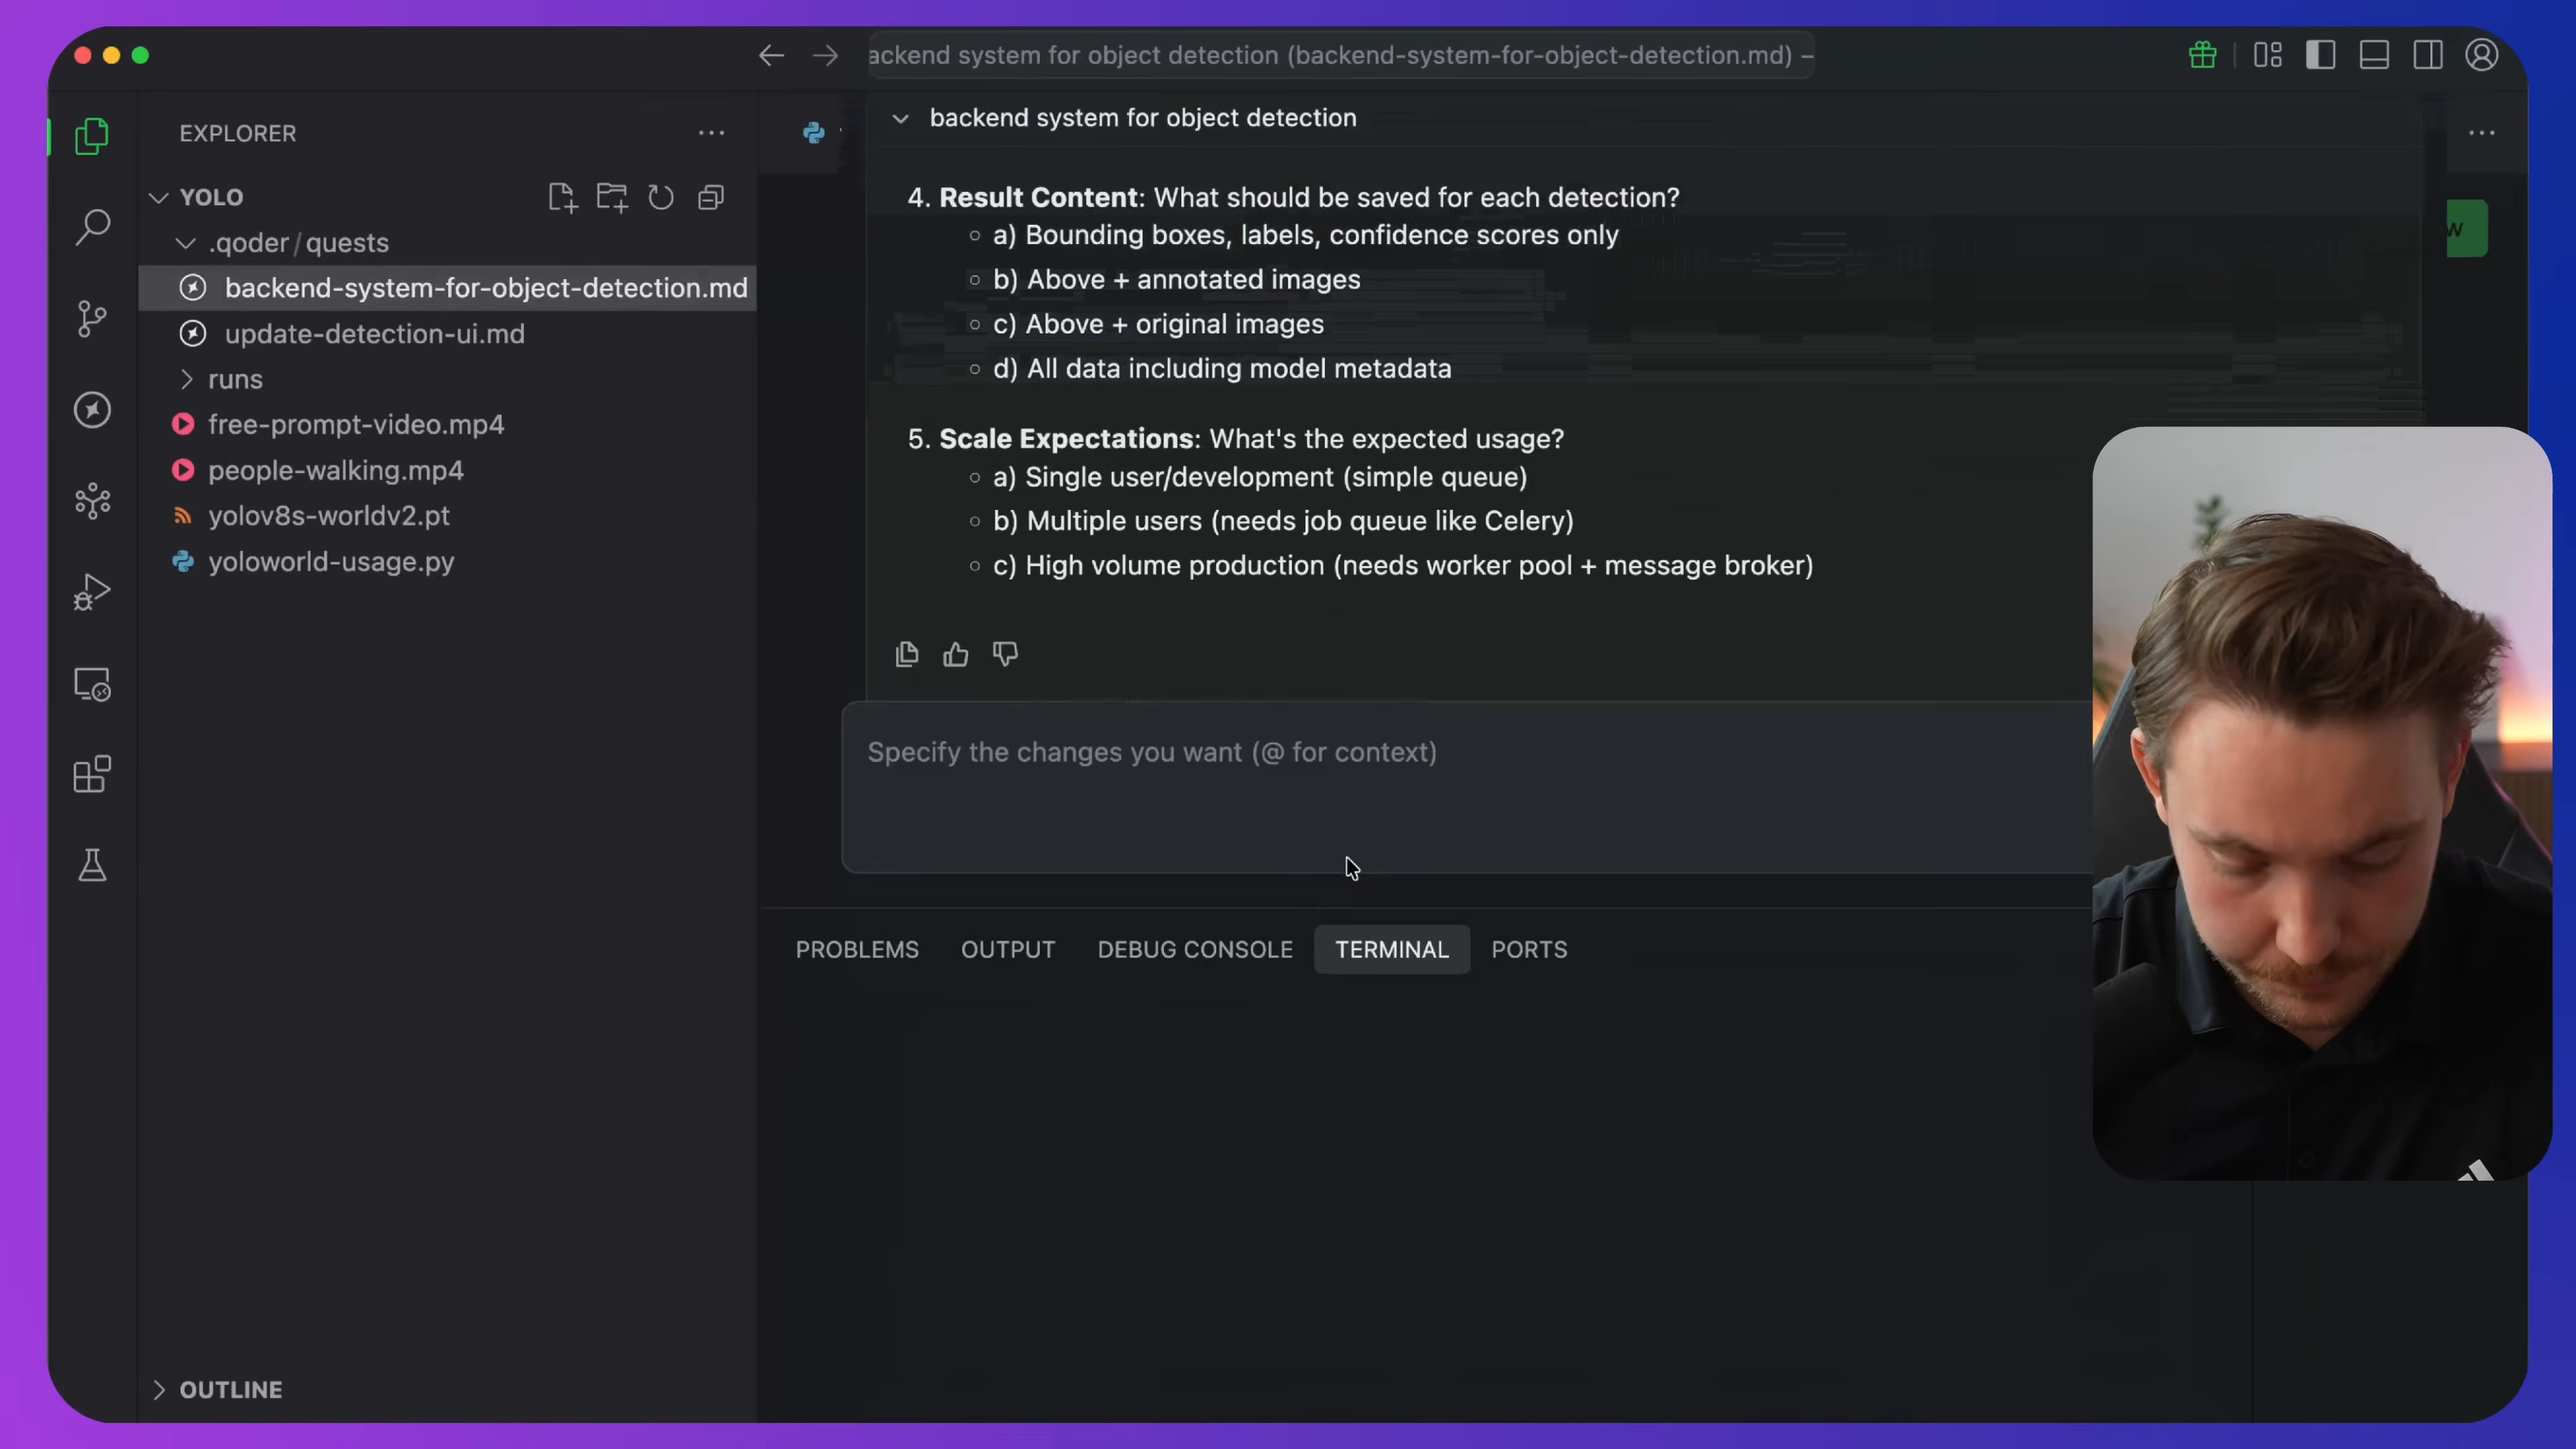 ackend system for object detection (backend-system-for-object-detection.md) –
EXPLORER
YOLO
.qoder/quests
backend-system-for-object-detection.md
update-detection-ui.md
runs
free-prompt-video.mp4
people-walking.mp4
yolov8s-worldv2.pt
yoloworld-usage.py
OUTLINE
backend system for object detection
4. Result Content: What should be saved for each detection?
a) Bounding boxes, labels, confidence scores only
b) Above + annotated images
c) Above + original images
d) All data including model metadata
5. Scale Expectations: What's the expected usage?
a) Single user/development (simple queue)
b) Multiple users (needs job queue like Celery)
c) High volume production (needs worker pool + message broker)
Specify the changes you want (@ for context)
PROBLEMS OUTPUT DEBUG CONSOLE TERMINAL PORTS